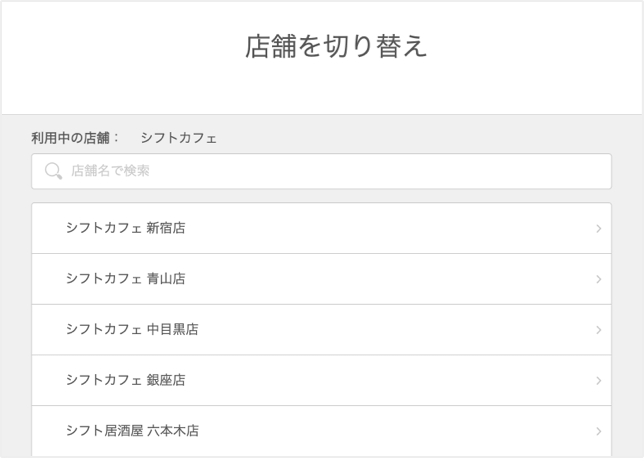 店舗を切り替え
利用中の店舗： シフトカフェ
店舗名で検索
シフトカフェ 新宿店
シフトカフェ 青山店
シフトカフェ 中目黒店
シフトカフェ 銀座店
シフト居酒屋 六本木店